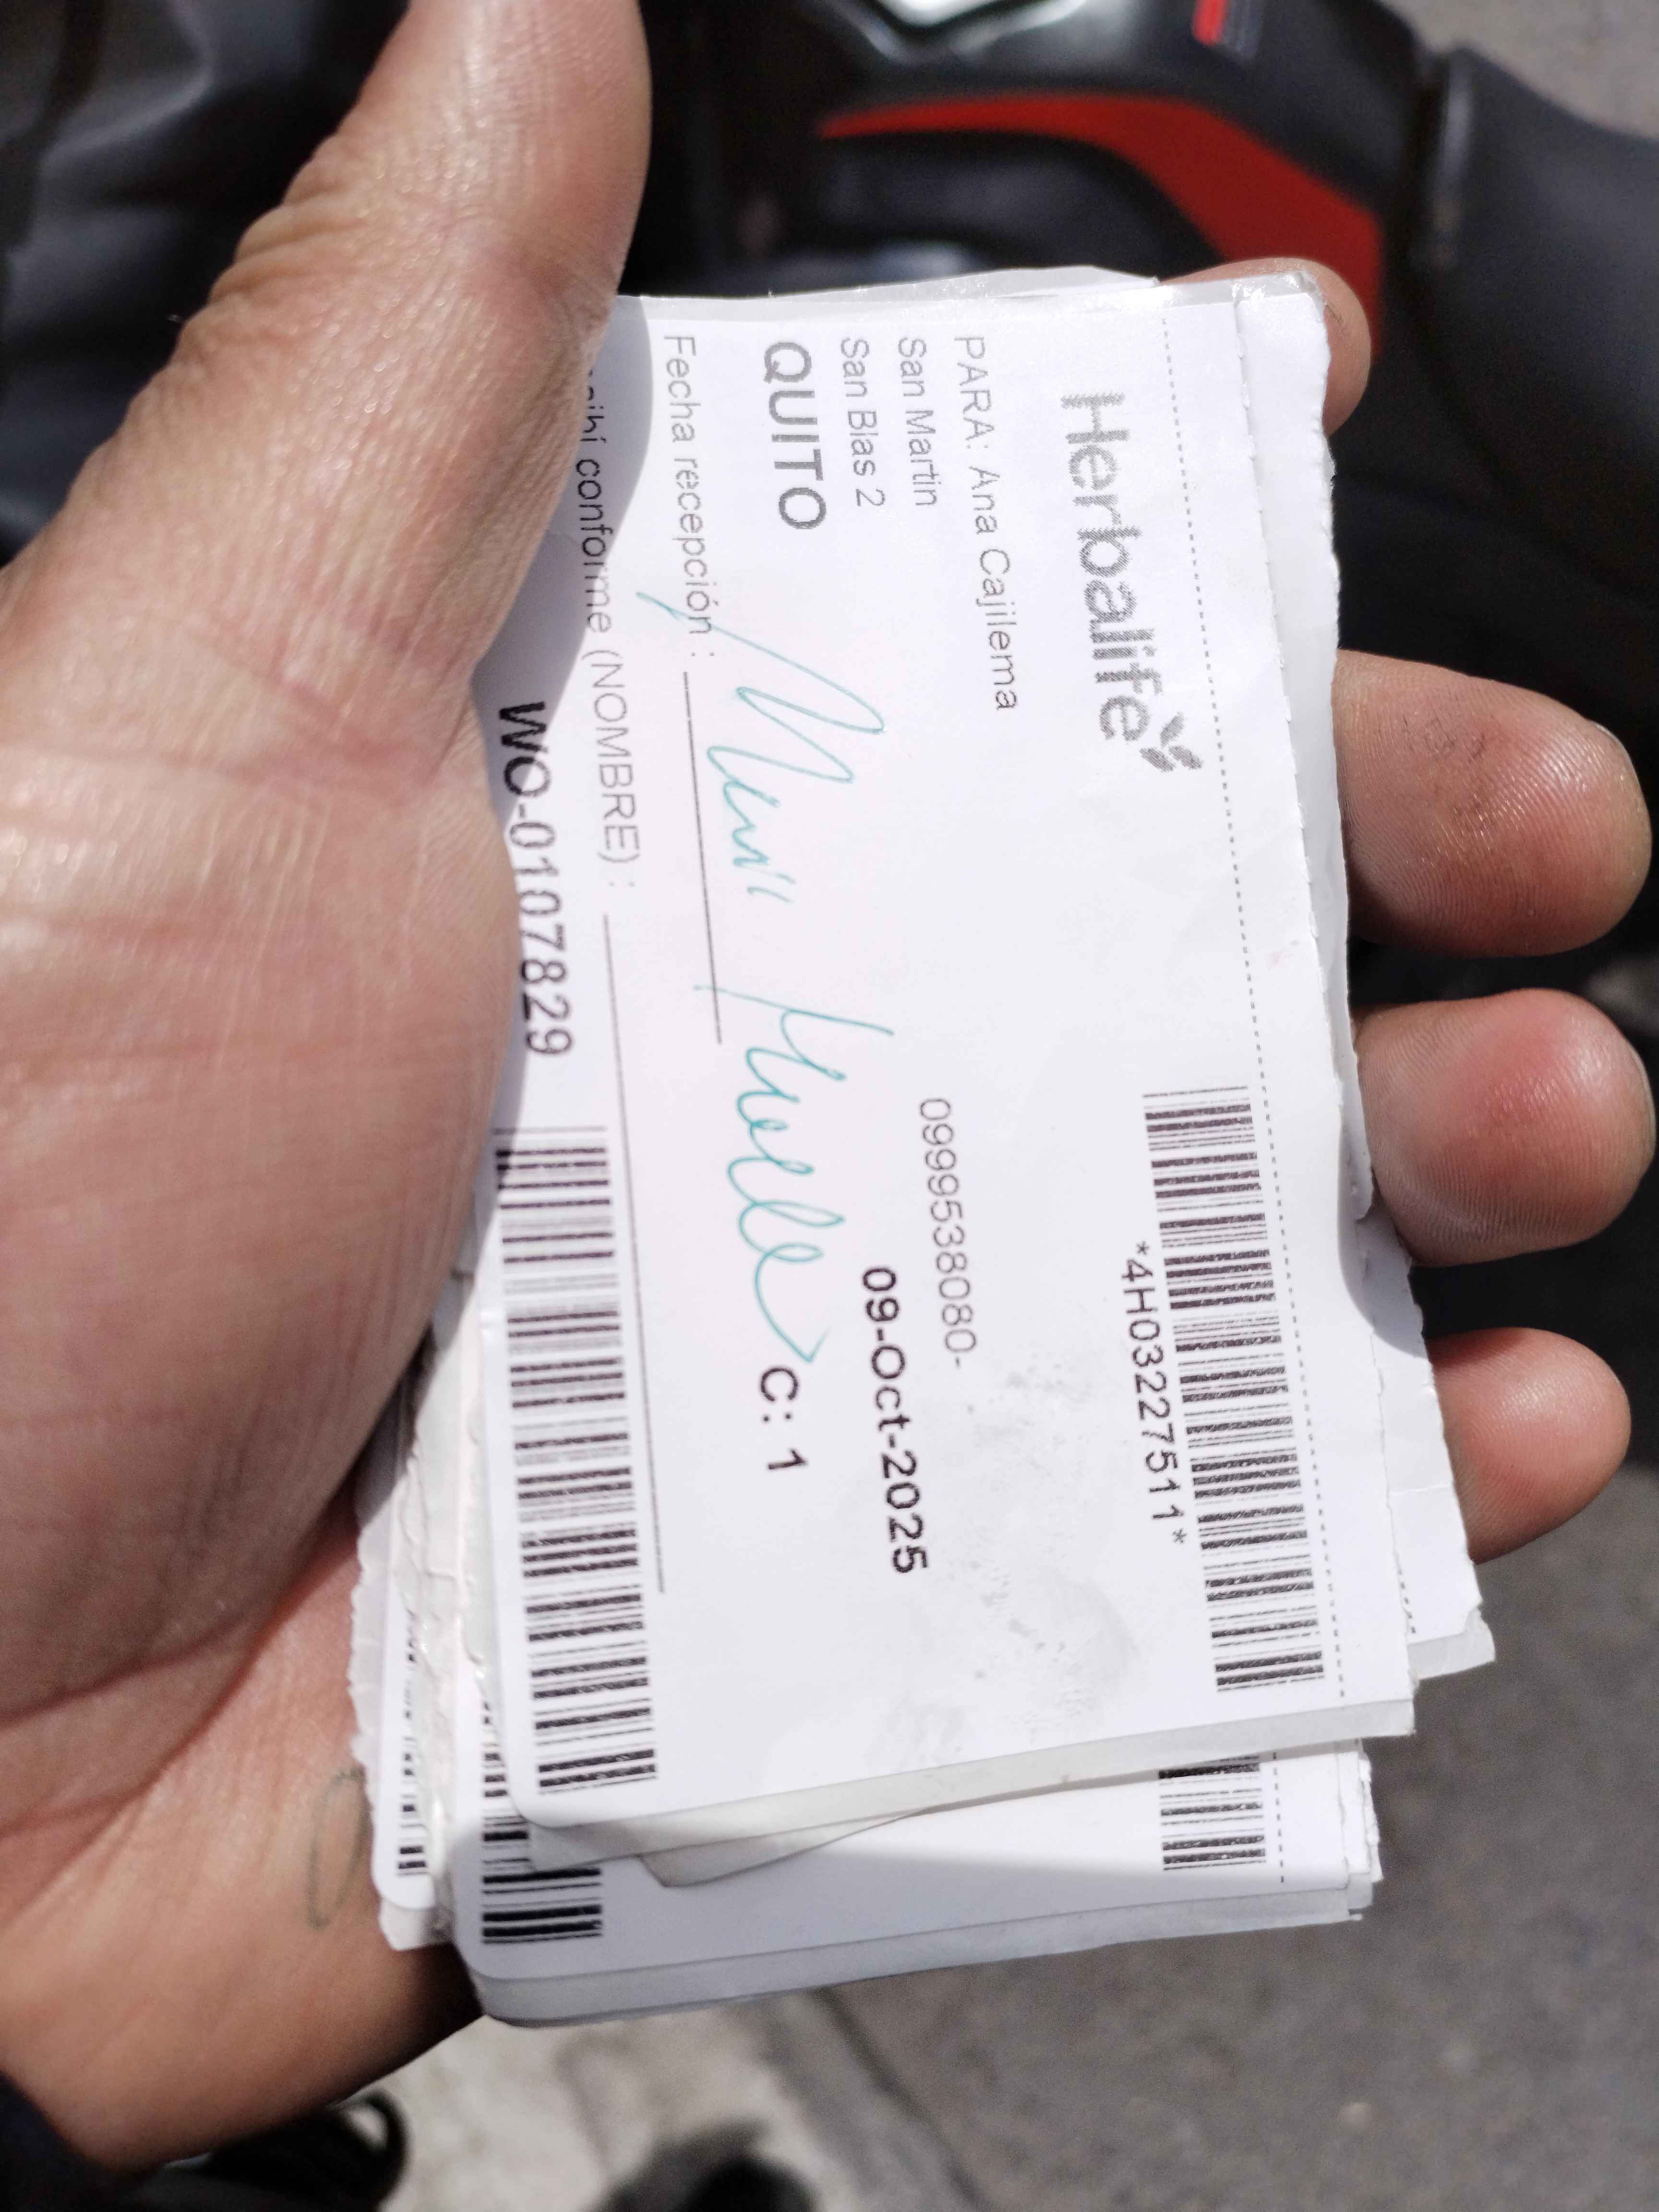 Herbalife
*4H03227511*
PARA: Ana Cajilema
San Martin
0999538080-
San Blas 2
09-Oct-2025
QUITO
C: 1
Fecha recepción :
conforme (NOMBRE) :
WO-0107829